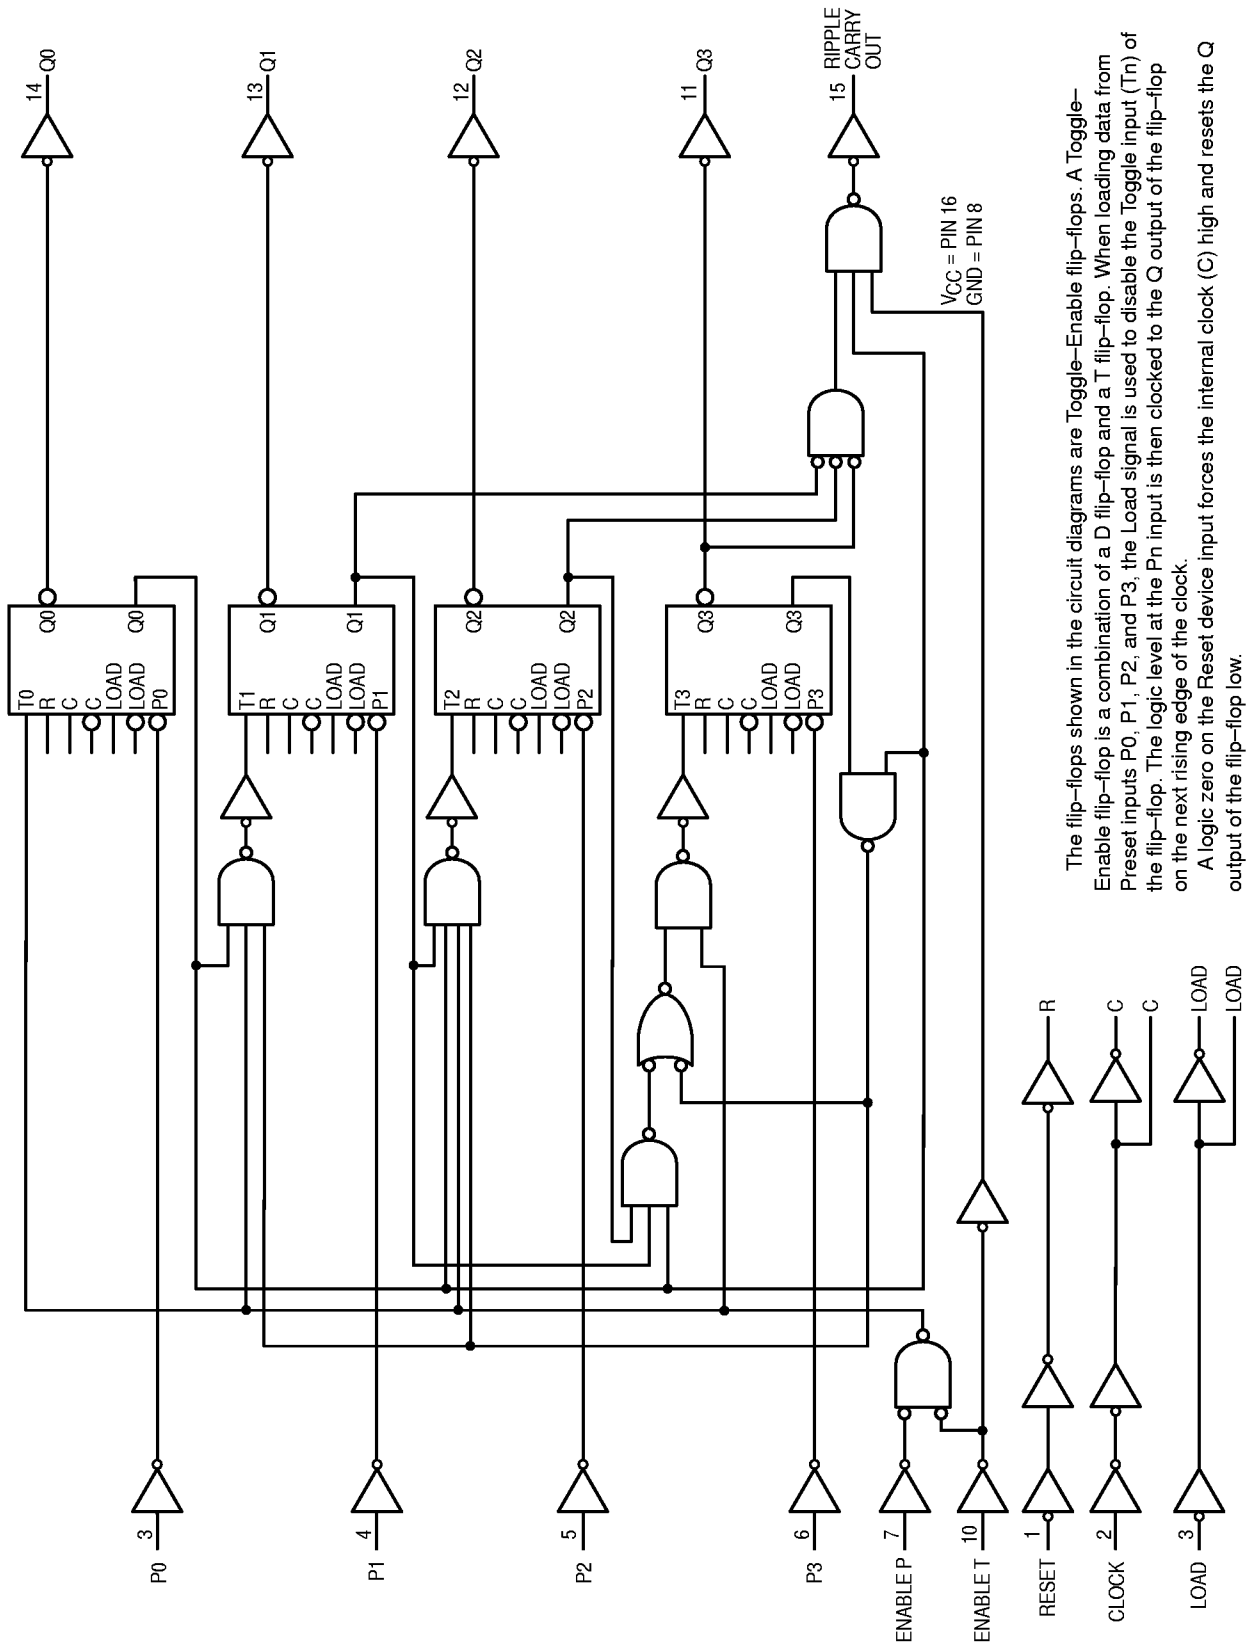 P0
3
T0
R
C
C
LOAD
LOAD
P0
Q0
Q0
14
Q0
P1
4
T1
R
C
C
LOAD
LOAD
P1
Q1
Q1
13
Q1
P2
5
T2
R
C
C
LOAD
LOAD
P2
Q2
Q2
12
Q2
P3
6
T3
R
C
C
LOAD
LOAD
P3
Q3
Q3
11
Q3
ENABLE P
7
ENABLE T
10
15
RIPPLE
CARRY
OUT
VCC = PIN 16
GND = PIN 8
RESET
1
R
CLOCK
2
C
C
LOAD
3
LOAD
LOAD
The flip–flops shown in the circuit diagrams are Toggle–Enable flip–flops. A Toggle–
Enable flip–flop is a combination of a D flip–flop and a T flip–flop. When loading data from
Preset inputs P0, P1, P2, and P3, the Load signal is used to disable the Toggle input (Tn) of
the flip–flop. The logic level at the Pn input is then clocked to the Q output of the flip–flop
on the next rising edge of the clock.
A logic zero on the Reset device input forces the internal clock (C) high and resets the Q
output of the flip–flop low.